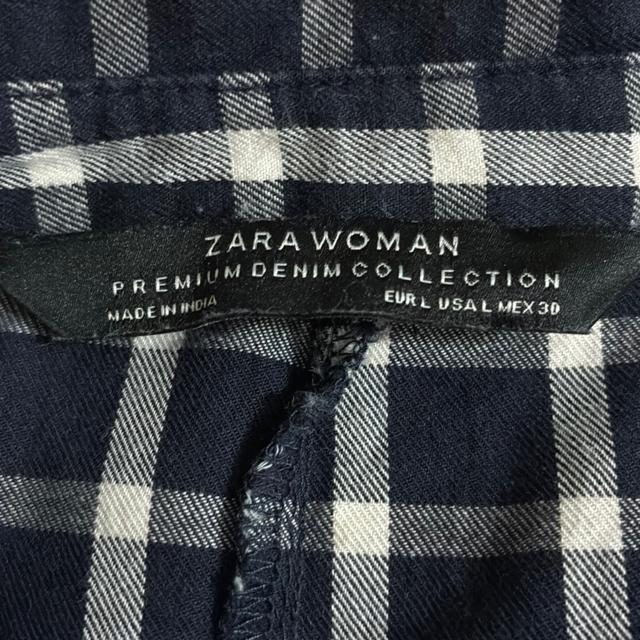 ZARA WOMAN
PREMIUM DENIM COLLECTION
MADE IN INDIA EUR L USA L MEX 30